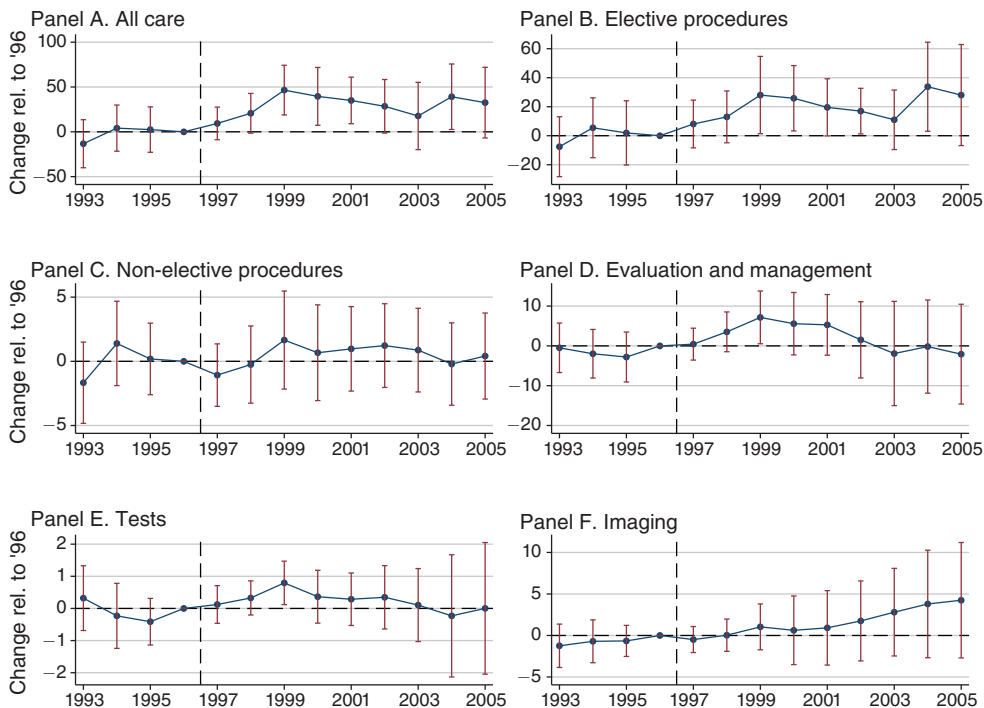 Panel A. All care
Change rel. to '96
100
50
0
−50
1993 1995 1997 1999 2001 2003 2005
Panel B. Elective procedures
60
40
20
0
−20
1993 1995 1997 1999 2001 2003 2005
Panel C. Non-elective procedures
Change rel. to '96
5
0
−5
1993 1995 1997 1999 2001 2003 2005
Panel D. Evaluation and management
10
0
−10
−20
1993 1995 1997 1999 2001 2003 2005
Panel E. Tests
Change rel. to '96
2
1
0
−1
−2
1993 1995 1997 1999 2001 2003 2005
Panel F. Imaging
10
5
0
−5
1993 1995 1997 1999 2001 2003 2005